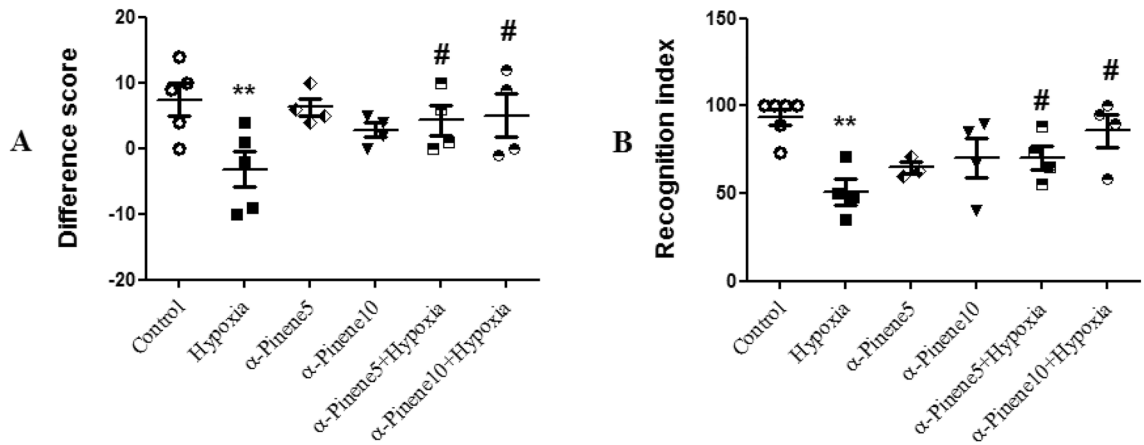 A
Difference score
20
10
0
-10
-20
**
#
#
Control
Hypoxia
α-Pinene5
α-Pinene10
α-Pinene5+Hypoxia
α-Pinene10+Hypoxia
B
Recognition index
150
100
50
0
**
#
#
Control
Hypoxia
α-Pinene5
α-Pinene10
α-Pinene5+Hypoxia
α-Pinene10+Hypoxia